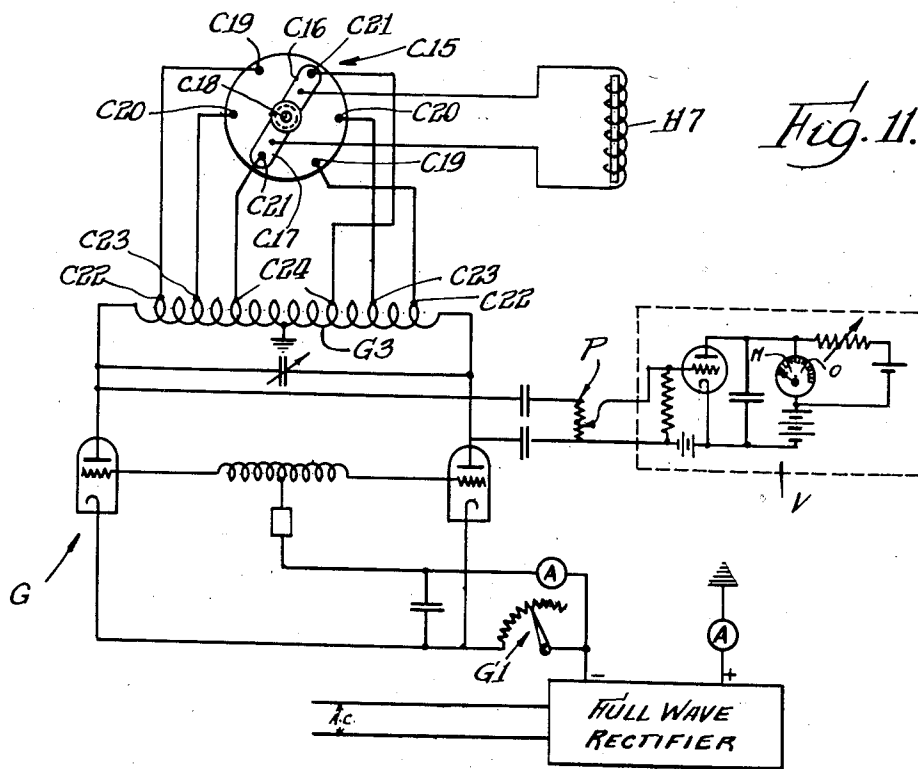 C19
C16
C21
C15
C18
C20
C20
H7
Fig. 11.
C19
C21
C17
C23
C22
C24
C23
C22
G3
P
M
O
V
G
A
G1
A
- +
A.C.
FULL WAVE
RECTIFIER